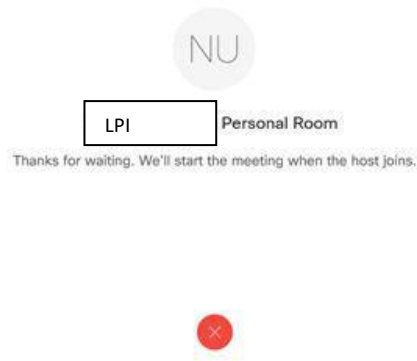 NU
LPI Personal Room
Thanks for waiting. We'll start the meeting when the host joins.